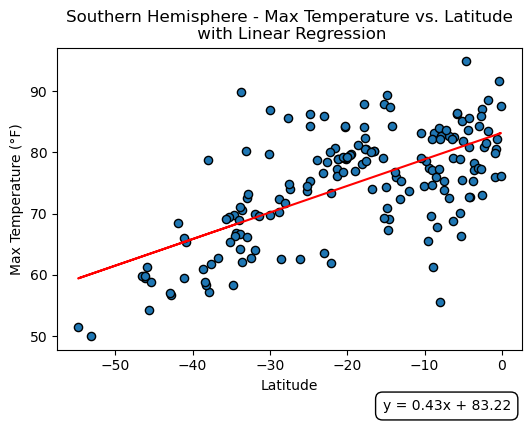 Southern Hemisphere - Max Temperature vs. Latitude
with Linear Regression
Max Temperature (°F)
90
80
70
60
50
−50
−40
−30
−20
−10
0
Latitude
y = 0.43x + 83.22